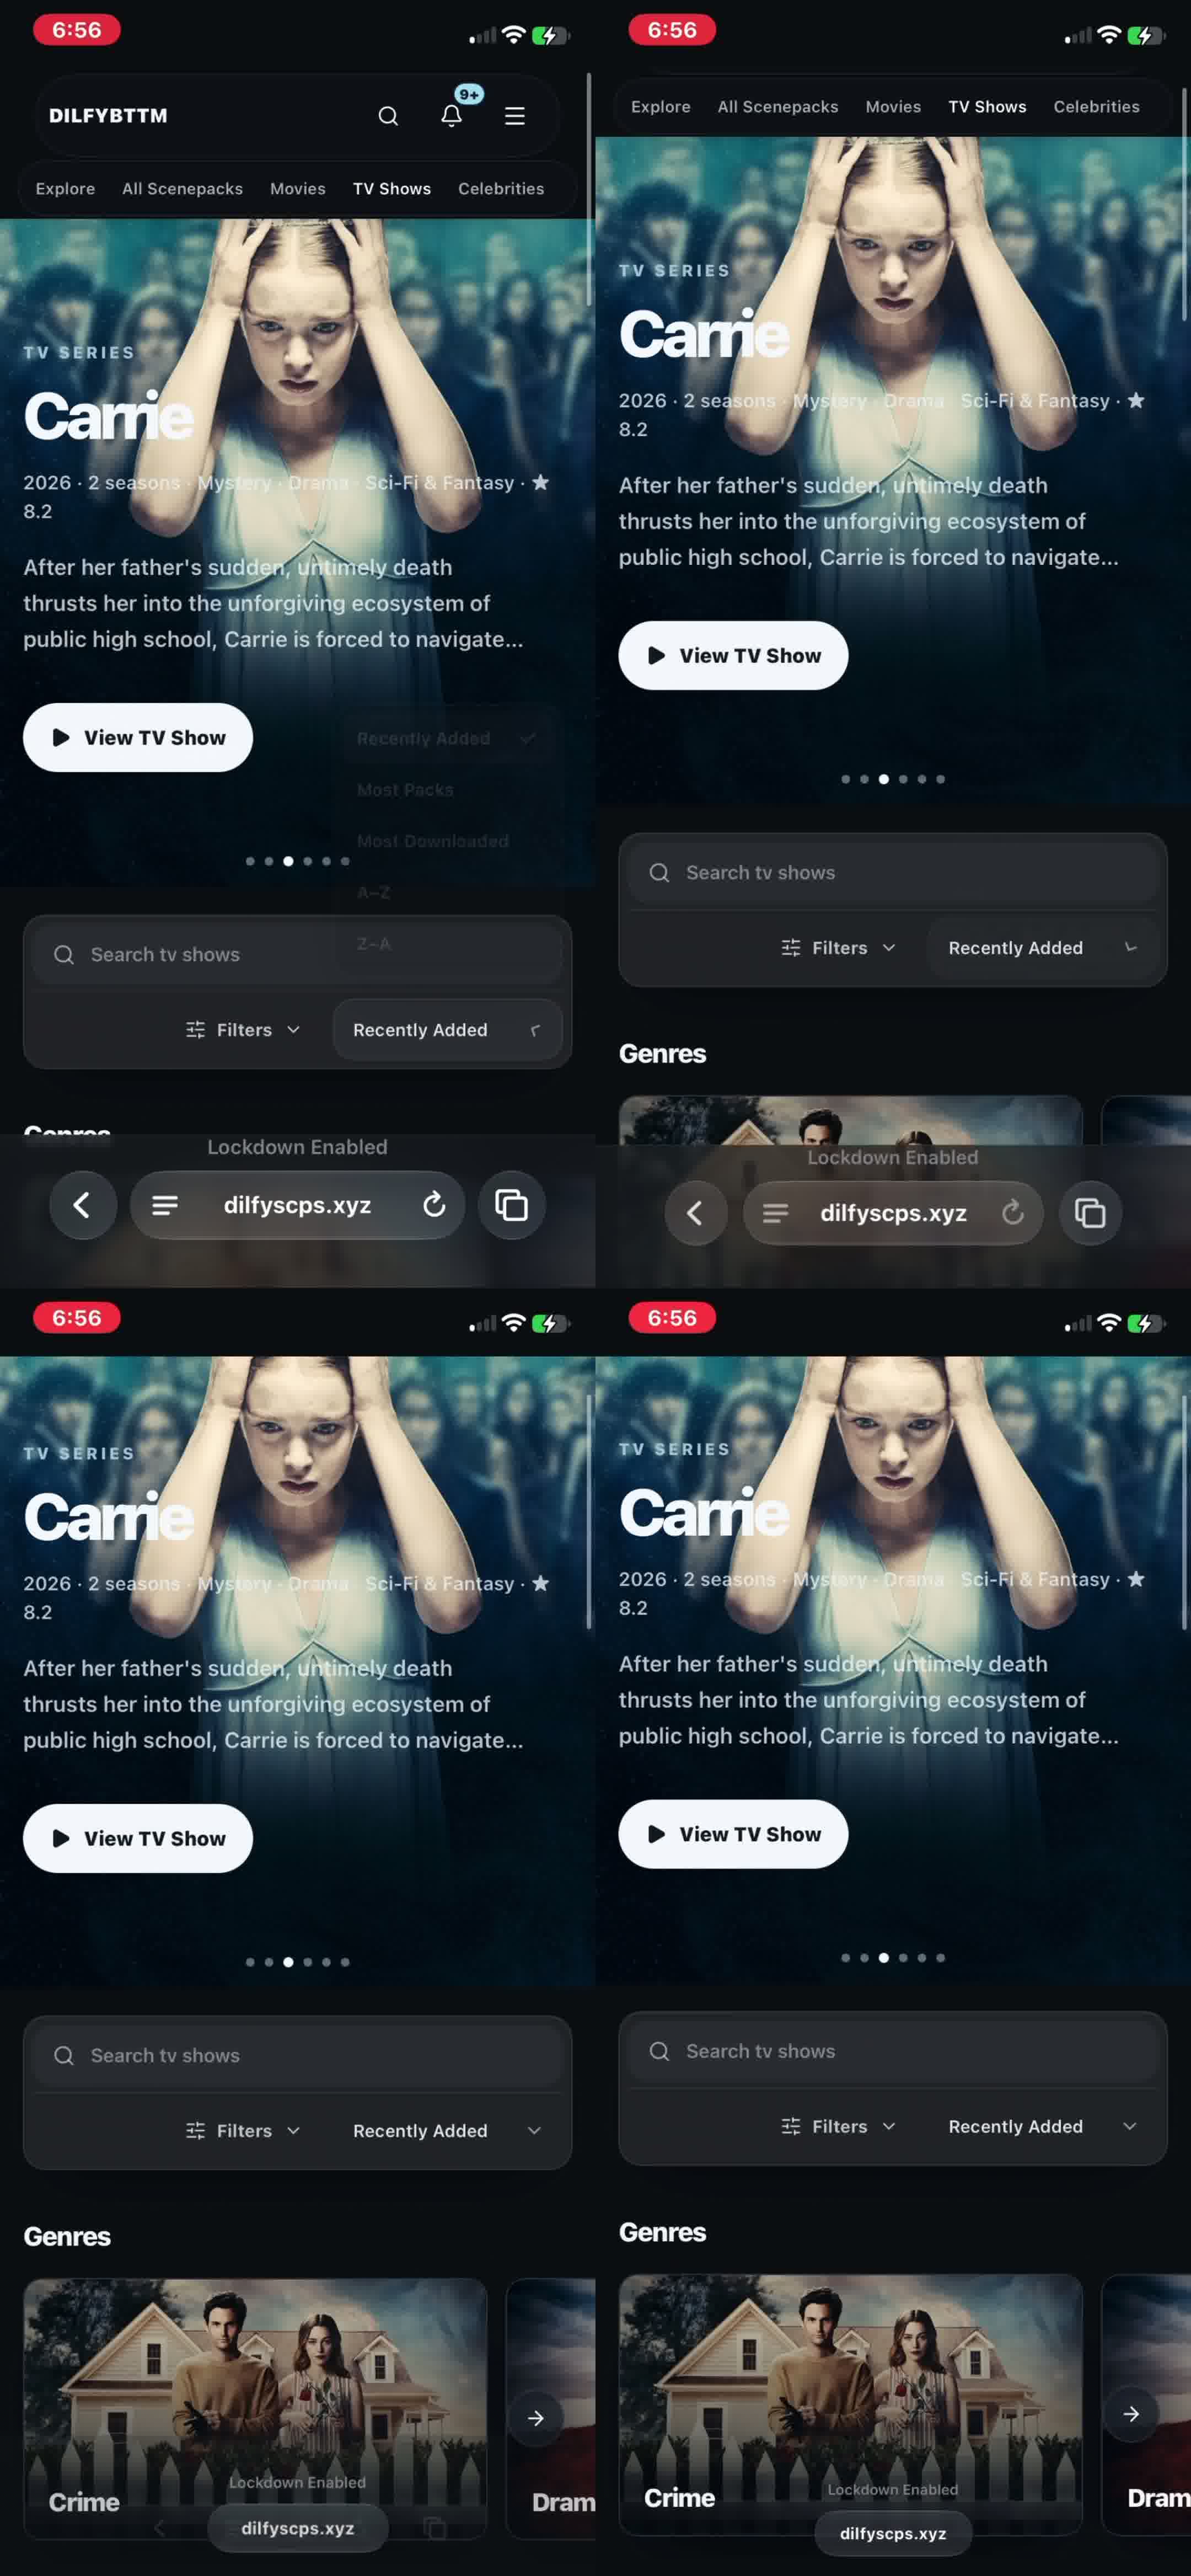 6:56
DILFYBTTM
9+
Explore All Scenepacks Movies TV Shows Celebrities
TV SERIES
Carrie
2026 · 2 seasons · Mystery · Drama · Sci-Fi & Fantasy · ★
8.2
After her father's sudden, untimely death
thrusts her into the unforgiving ecosystem of
public high school, Carrie is forced to navigate...
View TV Show
Recently Added
Most Packs
Most Downloaded
A-Z
Z-A
Search tv shows
Filters
Recently Added
Genres
Lockdown Enabled
dilfyscps.xyz
6:56
Explore All Scenepacks Movies TV Shows Celebrities
TV SERIES
Carrie
2026 · 2 seasons · Mystery · Drama · Sci-Fi & Fantasy · ★
8.2
After her father's sudden, untimely death
thrusts her into the unforgiving ecosystem of
public high school, Carrie is forced to navigate...
View TV Show
Search tv shows
Filters
Recently Added
Genres
Lockdown Enabled
dilfyscps.xyz
6:56
TV SERIES
Carrie
2026 · 2 seasons · Mystery · Drama · Sci-Fi & Fantasy · ★
8.2
After her father's sudden, untimely death
thrusts her into the unforgiving ecosystem of
public high school, Carrie is forced to navigate...
View TV Show
Search tv shows
Filters
Recently Added
Genres
Crime
Dram
Lockdown Enabled
dilfyscps.xyz
6:56
TV SERIES
Carrie
2026 · 2 seasons · Mystery · Drama · Sci-Fi & Fantasy · ★
8.2
After her father's sudden, untimely death
thrusts her into the unforgiving ecosystem of
public high school, Carrie is forced to navigate...
View TV Show
Search tv shows
Filters
Recently Added
Genres
Crime
Dram
Lockdown Enabled
dilfyscps.xyz